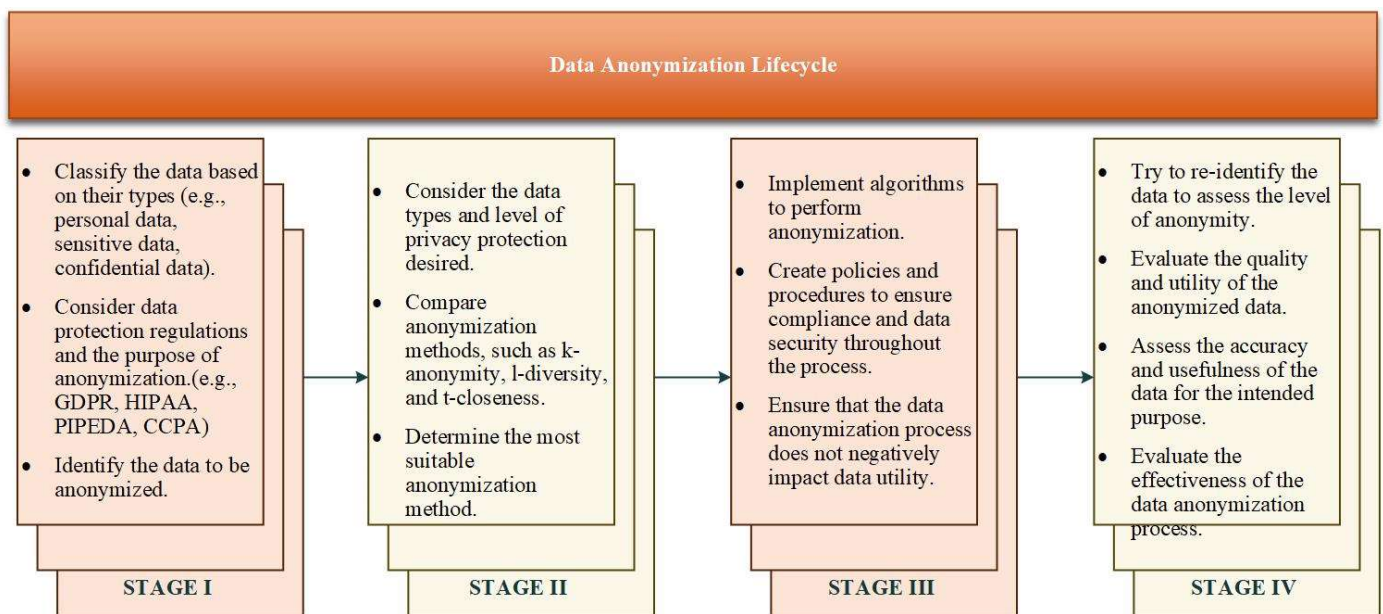 Data Anonymization Lifecycle
• Classify the data based
on their types (e.g.,
personal data,
sensitive data,
confidential data).
• Consider data
protection regulations
and the purpose of
anonymization.(e.g.,
GDPR, HIPAA,
PIPEDA, CCPA)
• Identify the data to be
anonymized.
STAGE I
• Consider the data
types and level of
privacy protection
desired.
• Compare
anonymization
methods, such as k-
anonymity, l-diversity,
and t-closeness.
• Determine the most
suitable
anonymization
method.
STAGE II
• Implement algorithms
to perform
anonymization.
• Create policies and
procedures to ensure
compliance and data
security throughout
the process.
• Ensure that the data
anonymization process
does not negatively
impact data utility.
STAGE III
• Try to re-identify the
data to assess the level
of anonymity.
• Evaluate the quality
and utility of the
anonymized data.
• Assess the accuracy
and usefulness of the
data for the intended
purpose.
• Evaluate the
effectiveness of the
data anonymization
process.
STAGE IV